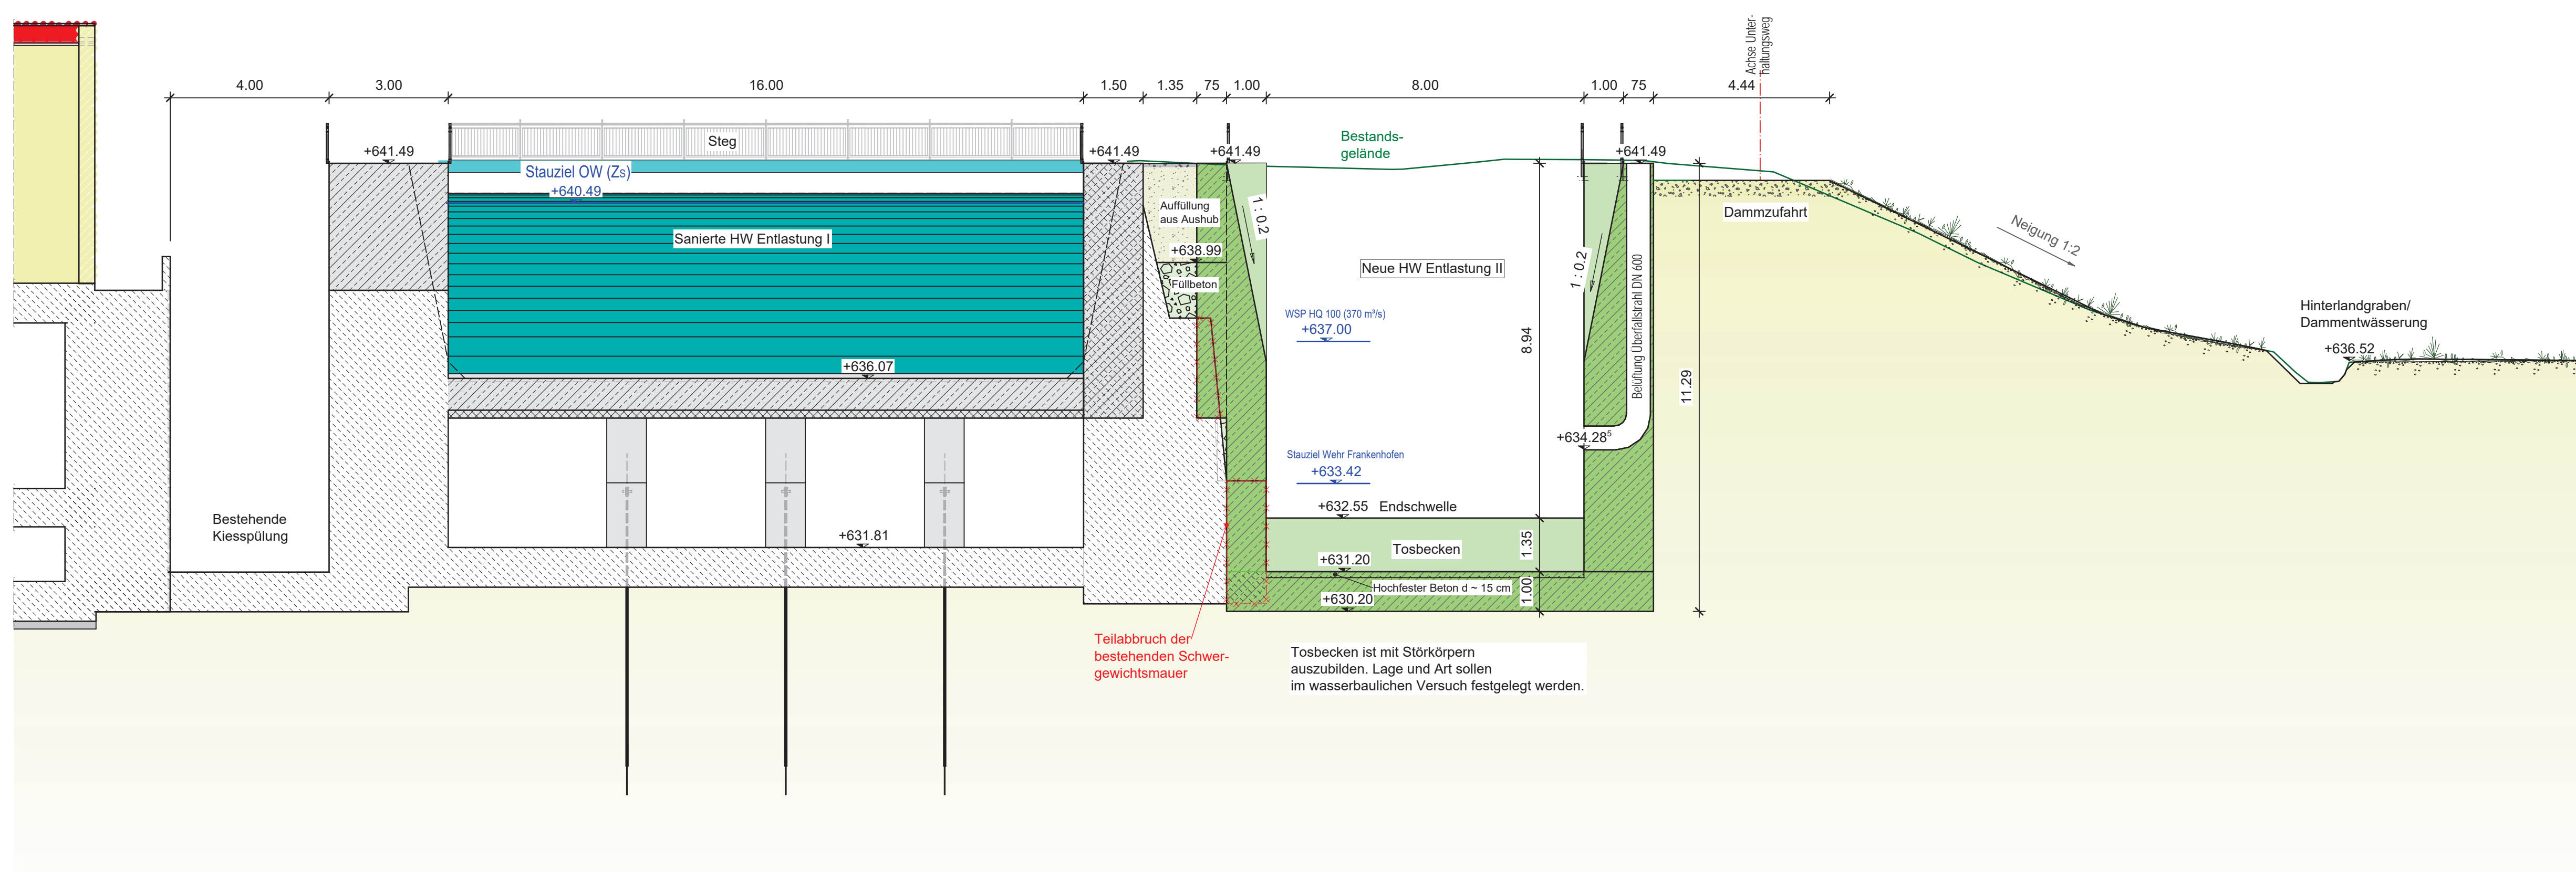 Achse Unter-
haltungsweg
4.00 3.00 16.00 1.50 1.35 75 1.00 8.00 1.00 75 4.44
Steg
+641.49
+641.49
+641.49
+641.49
Bestands-
gelände
Stauziel OW (Zs)
+640.49
Sanierte HW Entlastung I
Auffüllung
aus Aushub
+638.99
Füllbeton
1 : 0.2
Neue HW Entlastung II
1 : 0.2
Belüftung Überfallstrahl DN 600
Dammzufahrt
Neigung 1:2
Hinterlandgraben/
Dammentwässerung
+636.52
WSP HQ 100 (370 m³/s)
+637.00
8.94
11.29
+636.07
+634.28⁵
Stauziel Wehr Frankenhofen
+633.42
+632.55 Endschwelle
Bestehende
Kiesspülung
+631.81
Tosbecken
1.35
+631.20
Hochfester Beton d ~ 15 cm
1.00
+630.20
Teilabbruch der
bestehenden Schwer-
gewichtsmauer
Tosbecken ist mit Störkörpern
auszubilden. Lage und Art sollen
im wasserbaulichen Versuch festgelegt werden.